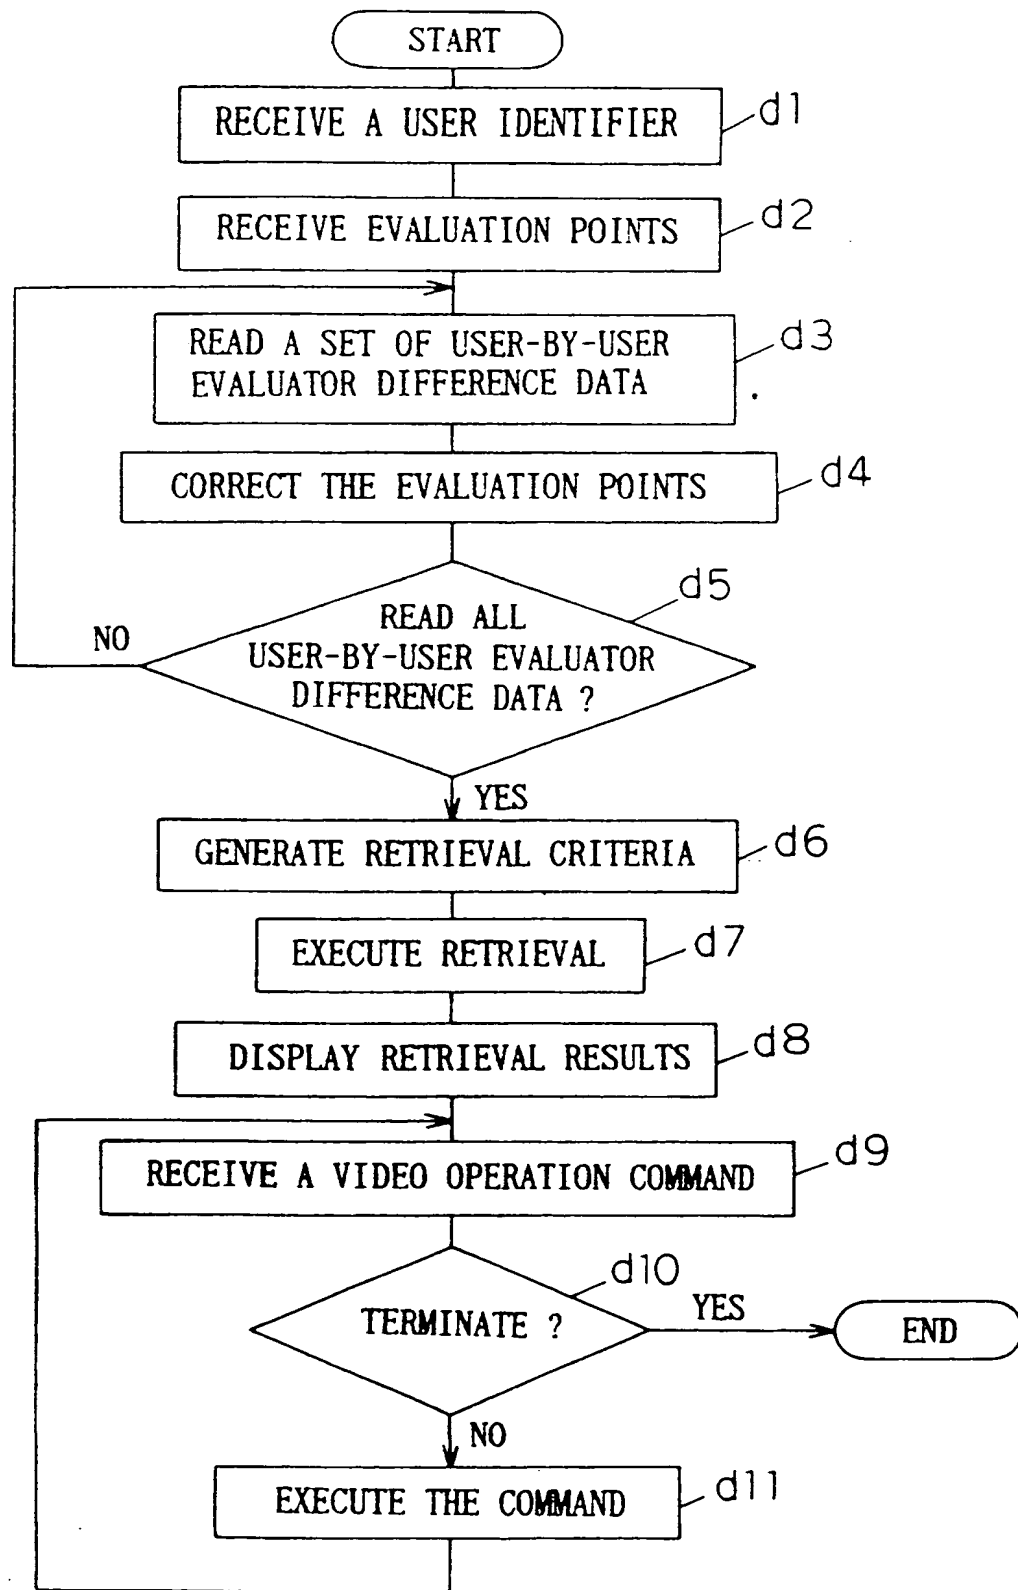 START
RECEIVE A USER IDENTIFIER
d1
RECEIVE EVALUATION POINTS
d2
READ A SET OF USER-BY-USER
EVALUATOR DIFFERENCE DATA
d3
CORRECT THE EVALUATION POINTS
d4
d5
READ ALL
USER-BY-USER EVALUATOR
DIFFERENCE DATA ?
NO
YES
GENERATE RETRIEVAL CRITERIA
d6
EXECUTE RETRIEVAL
d7
DISPLAY RETRIEVAL RESULTS
d8
RECEIVE A VIDEO OPERATION COMMAND
d9
d10
TERMINATE ?
YES
END
NO
EXECUTE THE COMMAND
d11